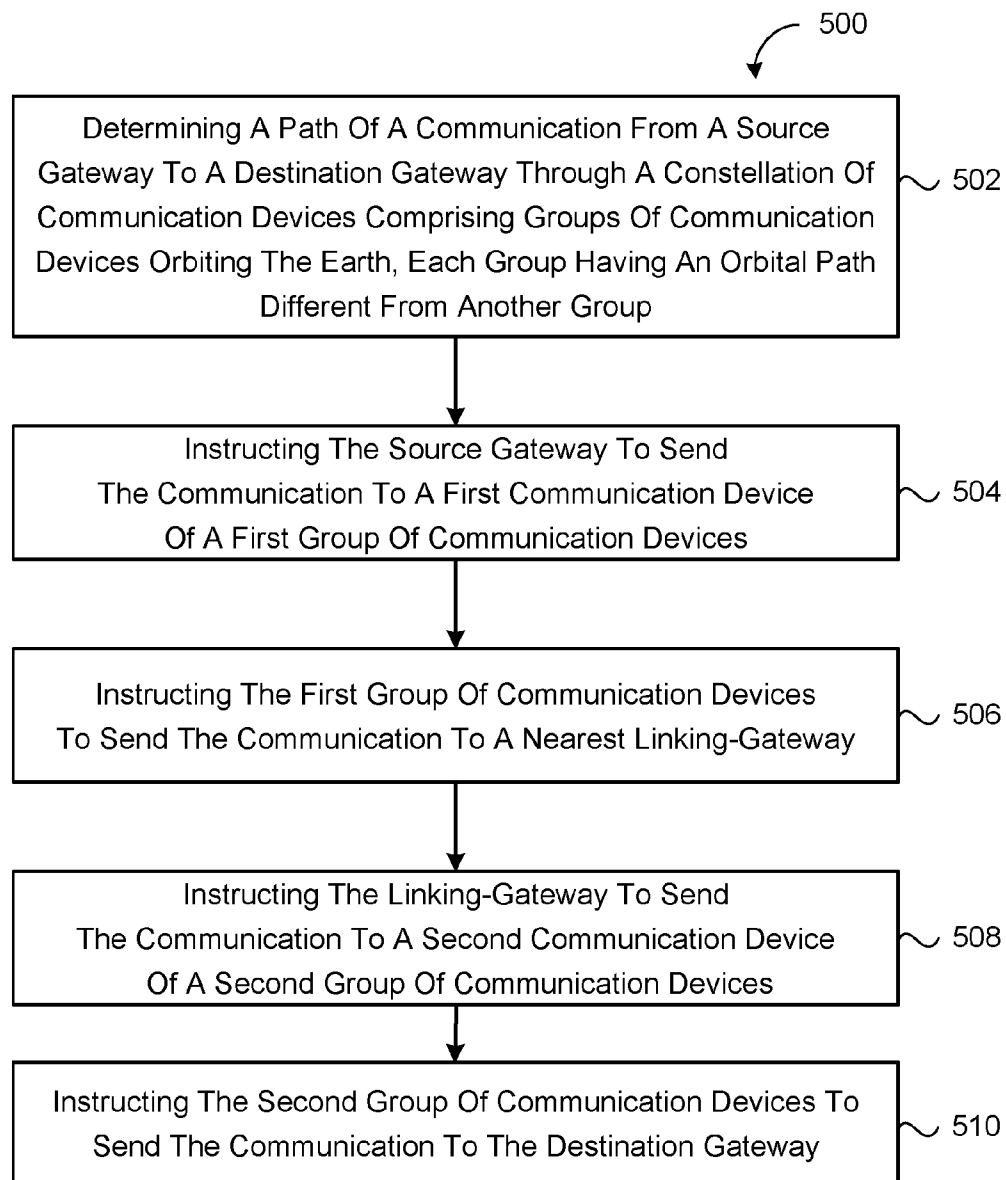 500
Determining A Path Of A Communication From A Source
Gateway To A Destination Gateway Through A Constellation Of
Communication Devices Comprising Groups Of Communication
Devices Orbiting The Earth, Each Group Having An Orbital Path
Different From Another Group
502
Instructing The Source Gateway To Send
The Communication To A First Communication Device
Of A First Group Of Communication Devices
504
Instructing The First Group Of Communication Devices
To Send The Communication To A Nearest Linking-Gateway
506
Instructing The Linking-Gateway To Send
The Communication To A Second Communication Device
Of A Second Group Of Communication Devices
508
Instructing The Second Group Of Communication Devices To
Send The Communication To The Destination Gateway
510